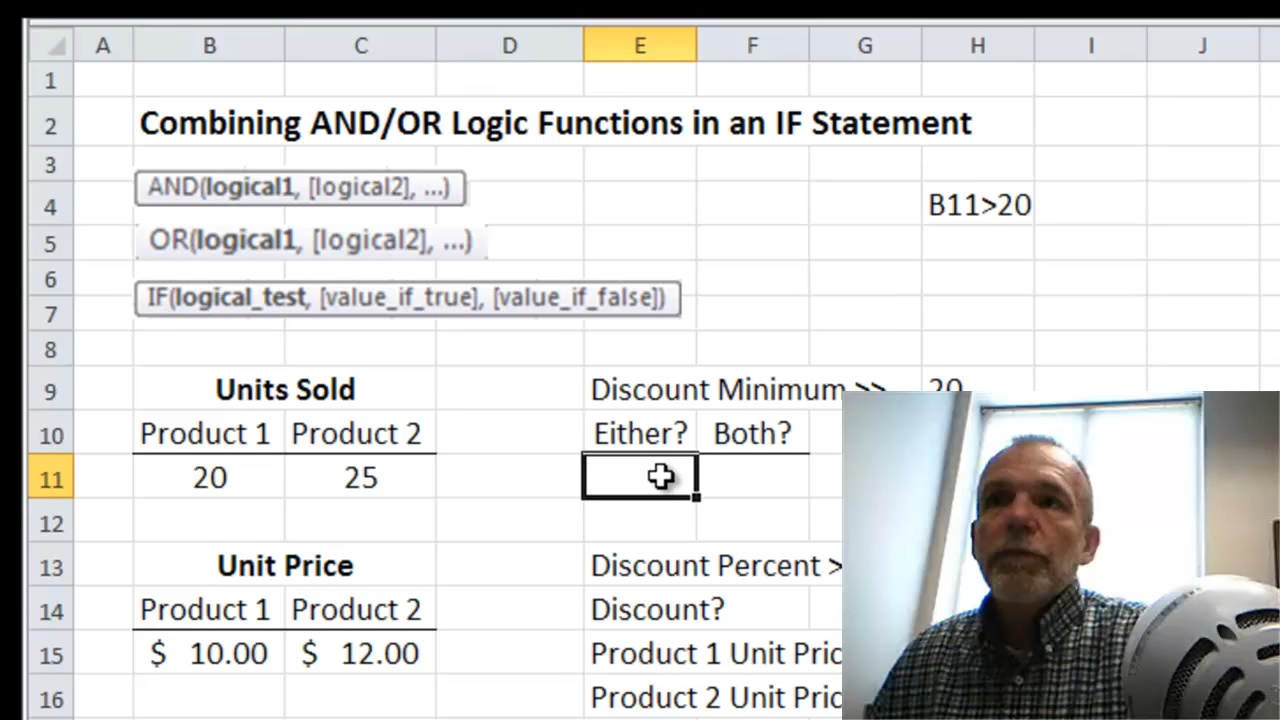 A B C D E F G H I J
1
2 Combining AND/OR Logic Functions in an IF Statement
3 AND(logical1, [logical2], ...)
4 B11>20
5 OR(logical1, [logical2], ...)
6 IF(logical_test, [value_if_true], [value_if_false])
7
8
9 Units Sold Discount Minimum >> 20
10 Product 1 Product 2 Either? Both?
11 20 25
12
13 Unit Price Discount Percent >
14 Product 1 Product 2 Discount?
15 $ 10.00 $ 12.00 Product 1 Unit Pric
16 Product 2 Unit Pric